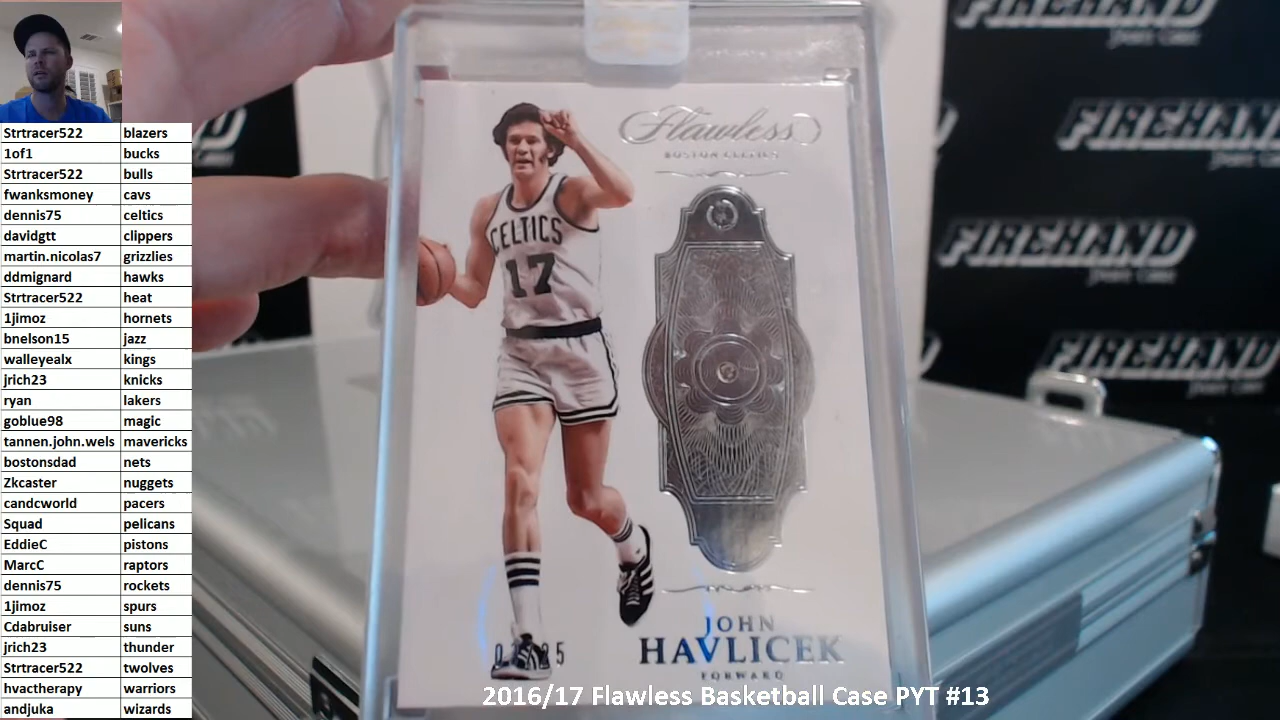 Strtracer522 blazers
1of1 bucks
Strtracer522 bulls
fwanksmoney cavs
dennis75 celtics
davidgtt clippers
martin.nicolas7 grizzlies
ddmignard hawks
Strtracer522 heat
1jimoz hornets
bnelson15 jazz
walleyealx kings
jrich23 knicks
ryan lakers
goblue98 magic
tannen.john.wels mavericks
bostonsdad nets
Zkcaster nuggets
candcworld pacers
Squad pelicans
EddieC pistons
MarcC raptors
dennis75 rockets
1jimoz spurs
Cdabruiser suns
jrich23 thunder
Strtracer522 twolves
hvactherapy warriors
andjuka wizards
Flawless
BOSTON CELTICS
CELTICS
17
JOHN
HAVLICEK
FORWARD
2016/17 Flawless Basketball Case PYT #13
FIREHAND
FIREHAND
FIREHAND
FIREHAND